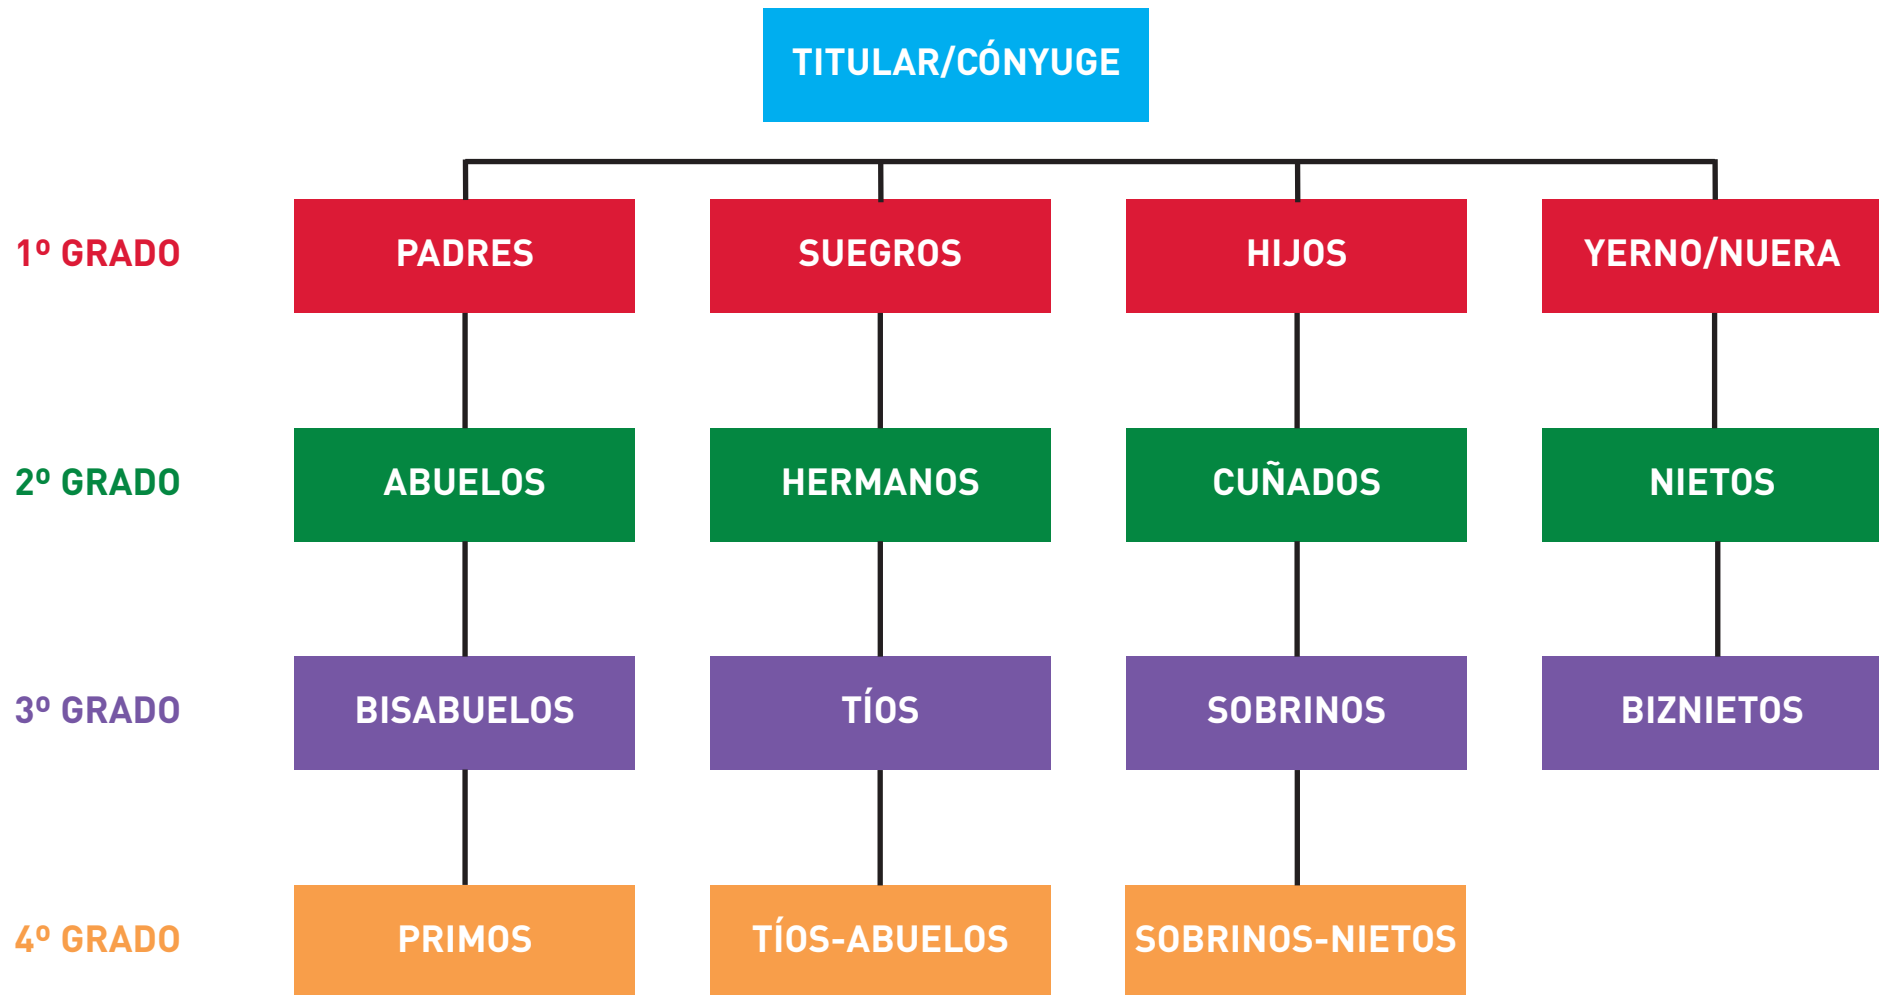 TITULAR/CÓNYUGE
1º GRADO
PADRES
SUEGROS
HIJOS
YERNO/NUERA
2º GRADO
ABUELOS
HERMANOS
CUÑADOS
NIETOS
3º GRADO
BISABUELOS
TÍOS
SOBRINOS
BIZNIETOS
4º GRADO
PRIMOS
TÍOS-ABUELOS
SOBRINOS-NIETOS